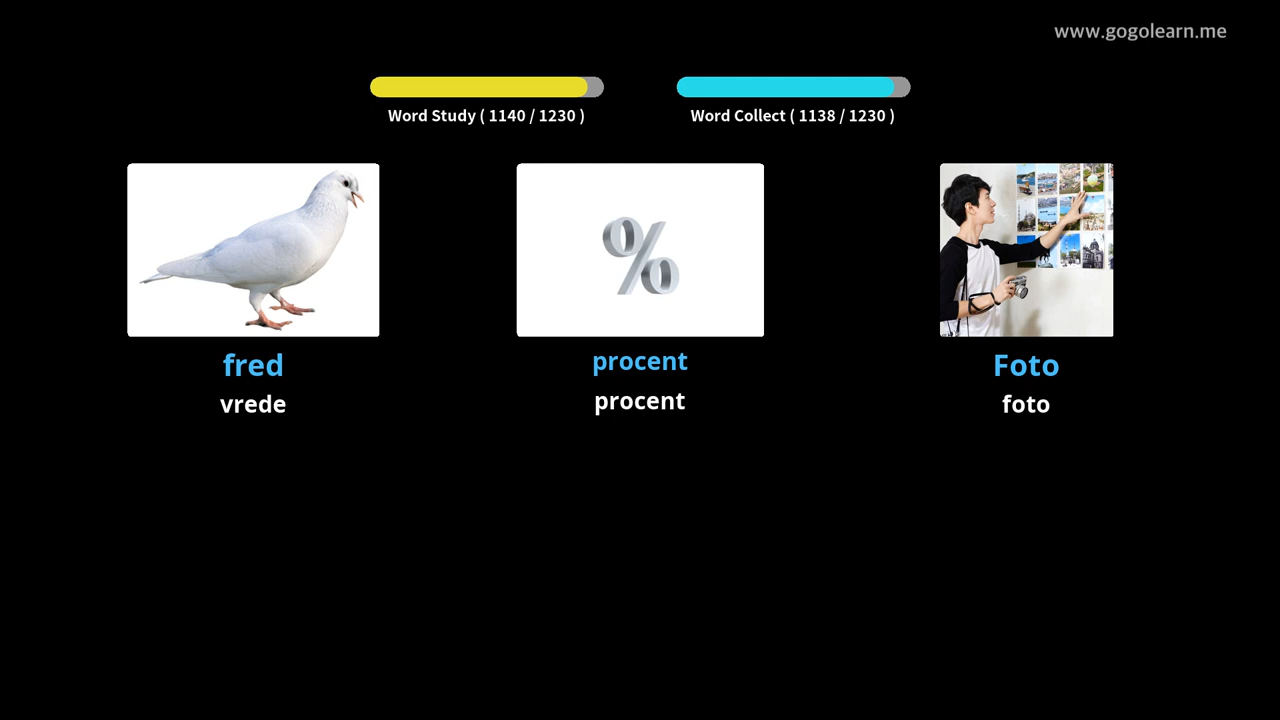 www.gogolearn.me
Word Study ( 1140 / 1230 )
Word Collect ( 1138 / 1230 )
%
fred
procent
Foto
vrede
procent
foto